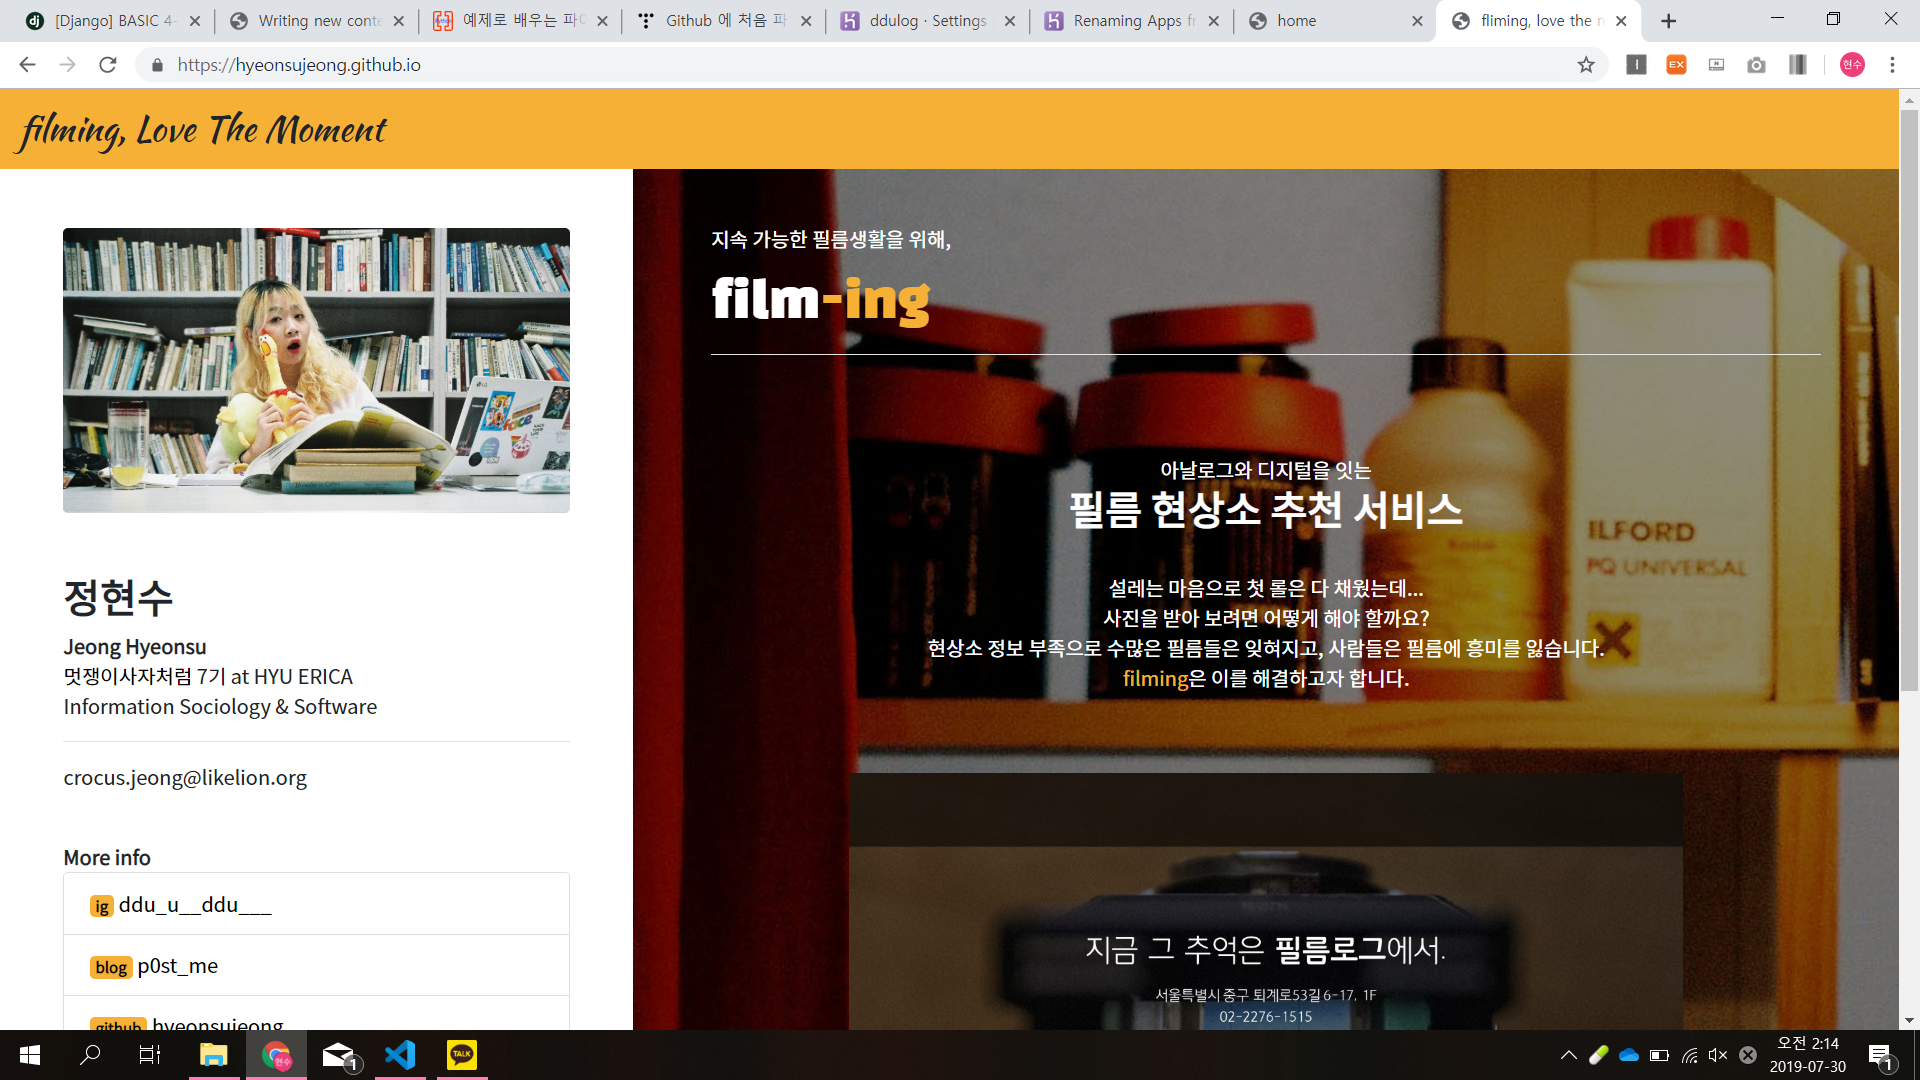 [Django] BASIC 4-
Writing new conte
예제로 배우는 파이
Github 에 처음 파
ddulog · Settings
Renaming Apps fr
home
fliming, love the m
https://hyeonsujeong.github.io
EX
현수
filming, Love The Moment
지속 가능한 필름생활을 위해,
film-ing
아날로그와 디지털을 잇는
필름 현상소 추천 서비스
설레는 마음으로 첫 롤은 다 채웠는데...
사진을 받아 보려면 어떻게 해야 할까요?
현상소 정보 부족으로 수많은 필름들은 잊혀지고, 사람들은 필름에 흥미를 잃습니다.
filming은 이를 해결하고자 합니다.
ILFORD
PQ UNIVERSAL
지금 그 추억은 필름로그에서.
서울특별시 중구 퇴계로53길 6-17, 1F
02-2276-1515
정현수
Jeong Hyeonsu
멋쟁이사자처럼 7기 at HYU ERICA
Information Sociology & Software
crocus.jeong@likelion.org
More info
ig ddu_u__ddu___
blog p0st_me
github hyeonsujeong
1
TALK
오전 2:14
2019-07-30
1